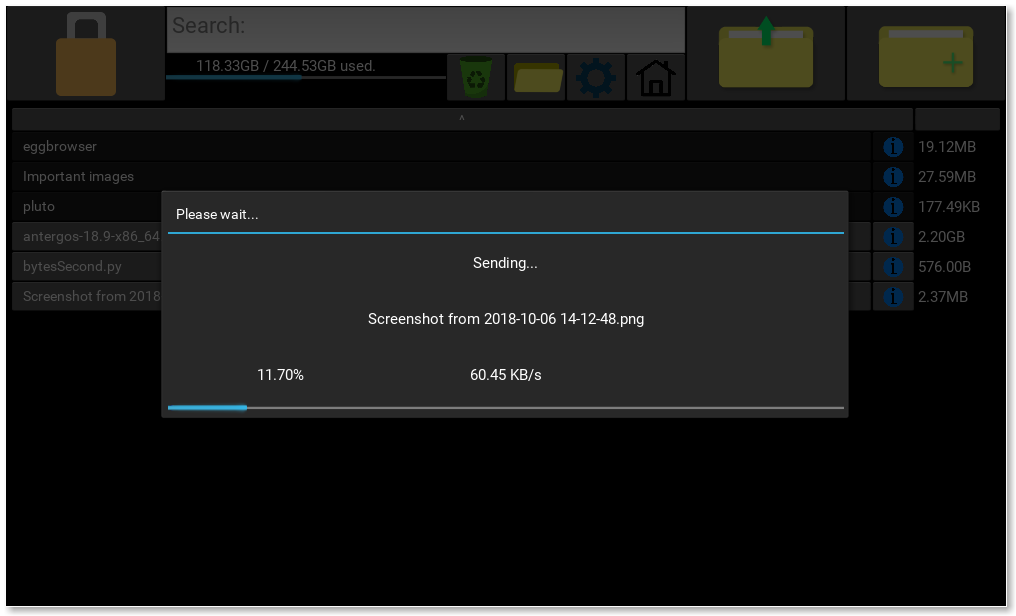 Search:
118.33GB / 244.53GB used.
^
eggbrowser
19.12MB
Important images
27.59MB
pluto
177.49KB
antergos-18.9-x86_64
2.20GB
bytesSecond.py
576.00B
Screenshot from 2018
2.37MB
Please wait...
Sending...
Screenshot from 2018-10-06 14-12-48.png
11.70% 60.45 KB/s